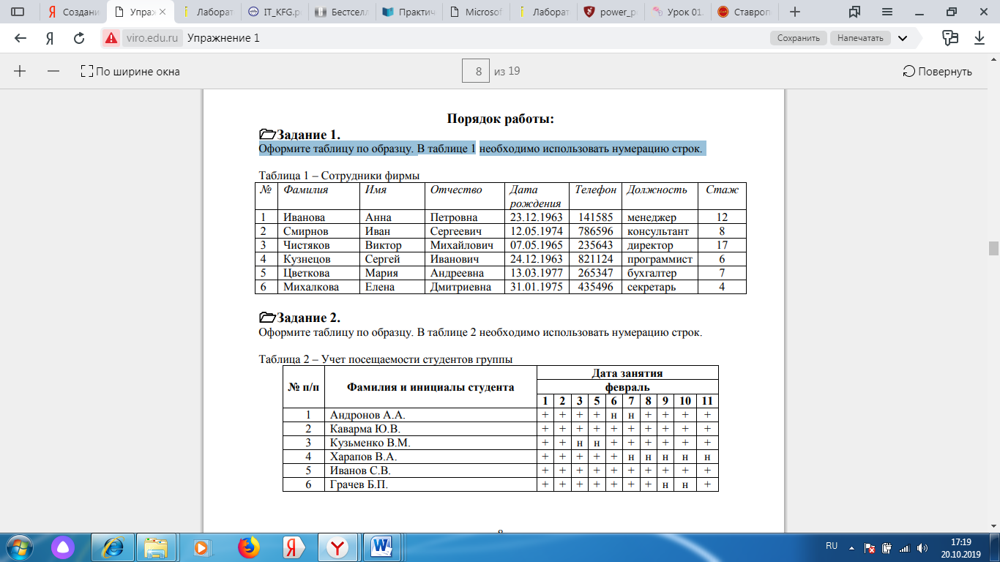 Создани Упраж Лаборат IT_KFG.p Бестселл Практич Microsof Лаборат power_po Урок 01. Ставроп
viro.edu.ru Упражнение 1 Сохранить Напечатать
По ширине окна 8 из 19 Повернуть
Порядок работы:
Задание 1.
Оформите таблицу по образцу. В таблице 1 необходимо использовать нумерацию строк.
Таблица 1 – Сотрудники фирмы
№ Фамилия Имя Отчество Дата рождения Телефон Должность Стаж
1 Иванова Анна Петровна 23.12.1963 141585 менеджер 12
2 Смирнов Иван Сергеевич 12.05.1974 786596 консультант 8
3 Чистяков Виктор Михайлович 07.05.1965 235643 директор 17
4 Кузнецов Сергей Иванович 24.12.1963 821124 программист 6
5 Цветкова Мария Андреевна 13.03.1977 265347 бухгалтер 7
6 Михалкова Елена Дмитриевна 31.01.1975 435496 секретарь 4
Задание 2.
Оформите таблицу по образцу. В таблице 2 необходимо использовать нумерацию строк.
Таблица 2 – Учет посещаемости студентов группы
Дата занятия
№ п/п Фамилия и инициалы студента февраль
1 2 3 5 6 7 8 9 10 11
1 Андронов А.А. + + + + н н + + + +
2 Каварма Ю.В. + + + + + + + + + +
3 Кузьменко В.М. + + н н + + + + + +
4 Харапов В.А. + + + + + н н н н н
5 Иванов С.В. + + + + + + + + + +
6 Грачев Б.П. + + + + + + + н н +
RU 17:19
20.10.2019